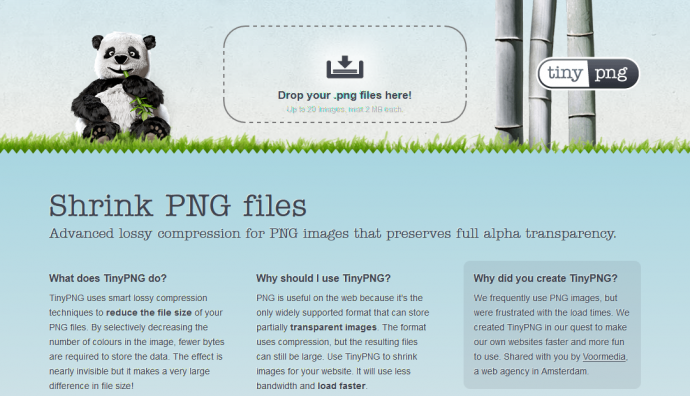 tiny png
Drop your .png files here!
Up to 20 images, max 2 MB each.
Shrink PNG files
Advanced lossy compression for PNG images that preserves full alpha transparency.
What does TinyPNG do?
TinyPNG uses smart lossy compression
techniques to reduce the file size of your
PNG files. By selectively decreasing the
number of colours in the image, fewer bytes
are required to store the data. The effect is
nearly invisible but it makes a very large
difference in file size!
Why should I use TinyPNG?
PNG is useful on the web because it's the
only widely supported format that can store
partially transparent images. The format
uses compression, but the resulting files
can still be large. Use TinyPNG to shrink
images for your website. It will use less
bandwidth and load faster.
Why did you create TinyPNG?
We frequently use PNG images, but
were frustrated with the load times. We
created TinyPNG in our quest to make
our own websites faster and more fun
to use. Shared with you by Voormedia,
a web agency in Amsterdam.